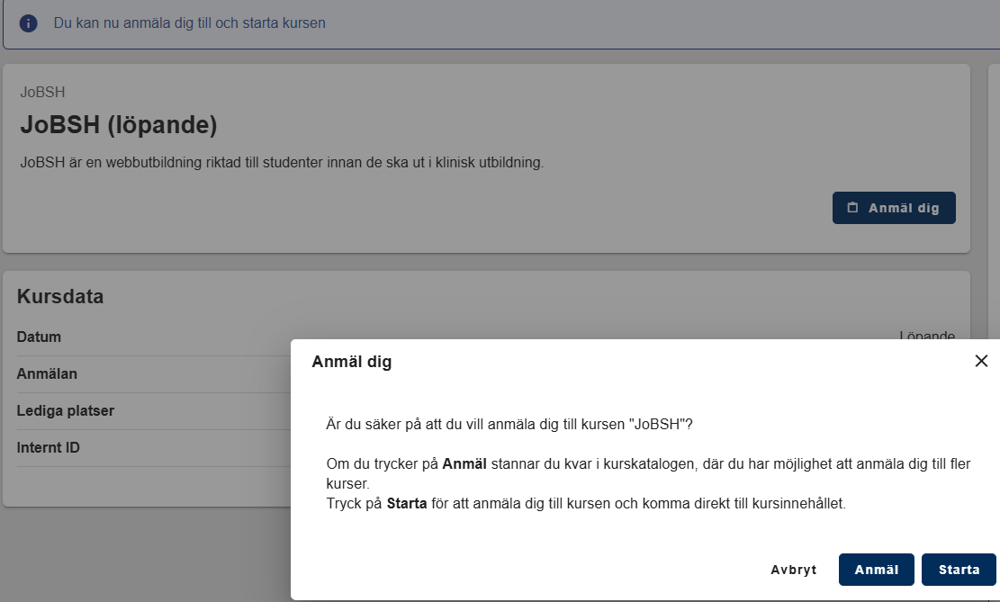 Du kan nu anmäla dig till och starta kursen
JoBSH
JoBSH (löpande)
JoBSH är en webbutbildning riktad till studenter innan de ska ut i klinisk utbildning.
Anmäl dig
Kursdata
Datum Löpande
Anmälan
Lediga platser
Internt ID
Anmäl dig
Är du säker på att du vill anmäla dig till kursen "JoBSH"?
Om du trycker på Anmäl stannar du kvar i kurskatalogen, där du har möjlighet att anmäla dig till fler
kurser.
Tryck på Starta för att anmäla dig till kursen och komma direkt till kursinnehållet.
Avbryt Anmäl Starta